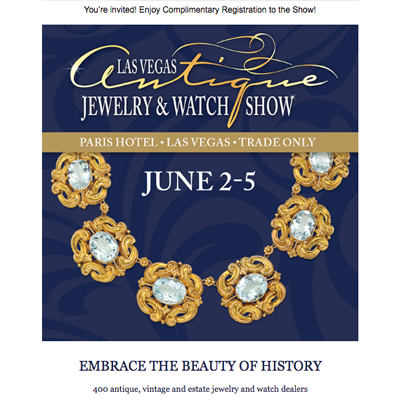 You're invited! Enjoy Complimentary Registration to the Show!
LAS VEGAS
antique
JEWELRY & WATCH SHOW
PARIS HOTEL • LAS VEGAS • TRADE ONLY
JUNE 2-5
EMBRACE THE BEAUTY OF HISTORY
400 antique, vintage and estate jewelry and watch dealers